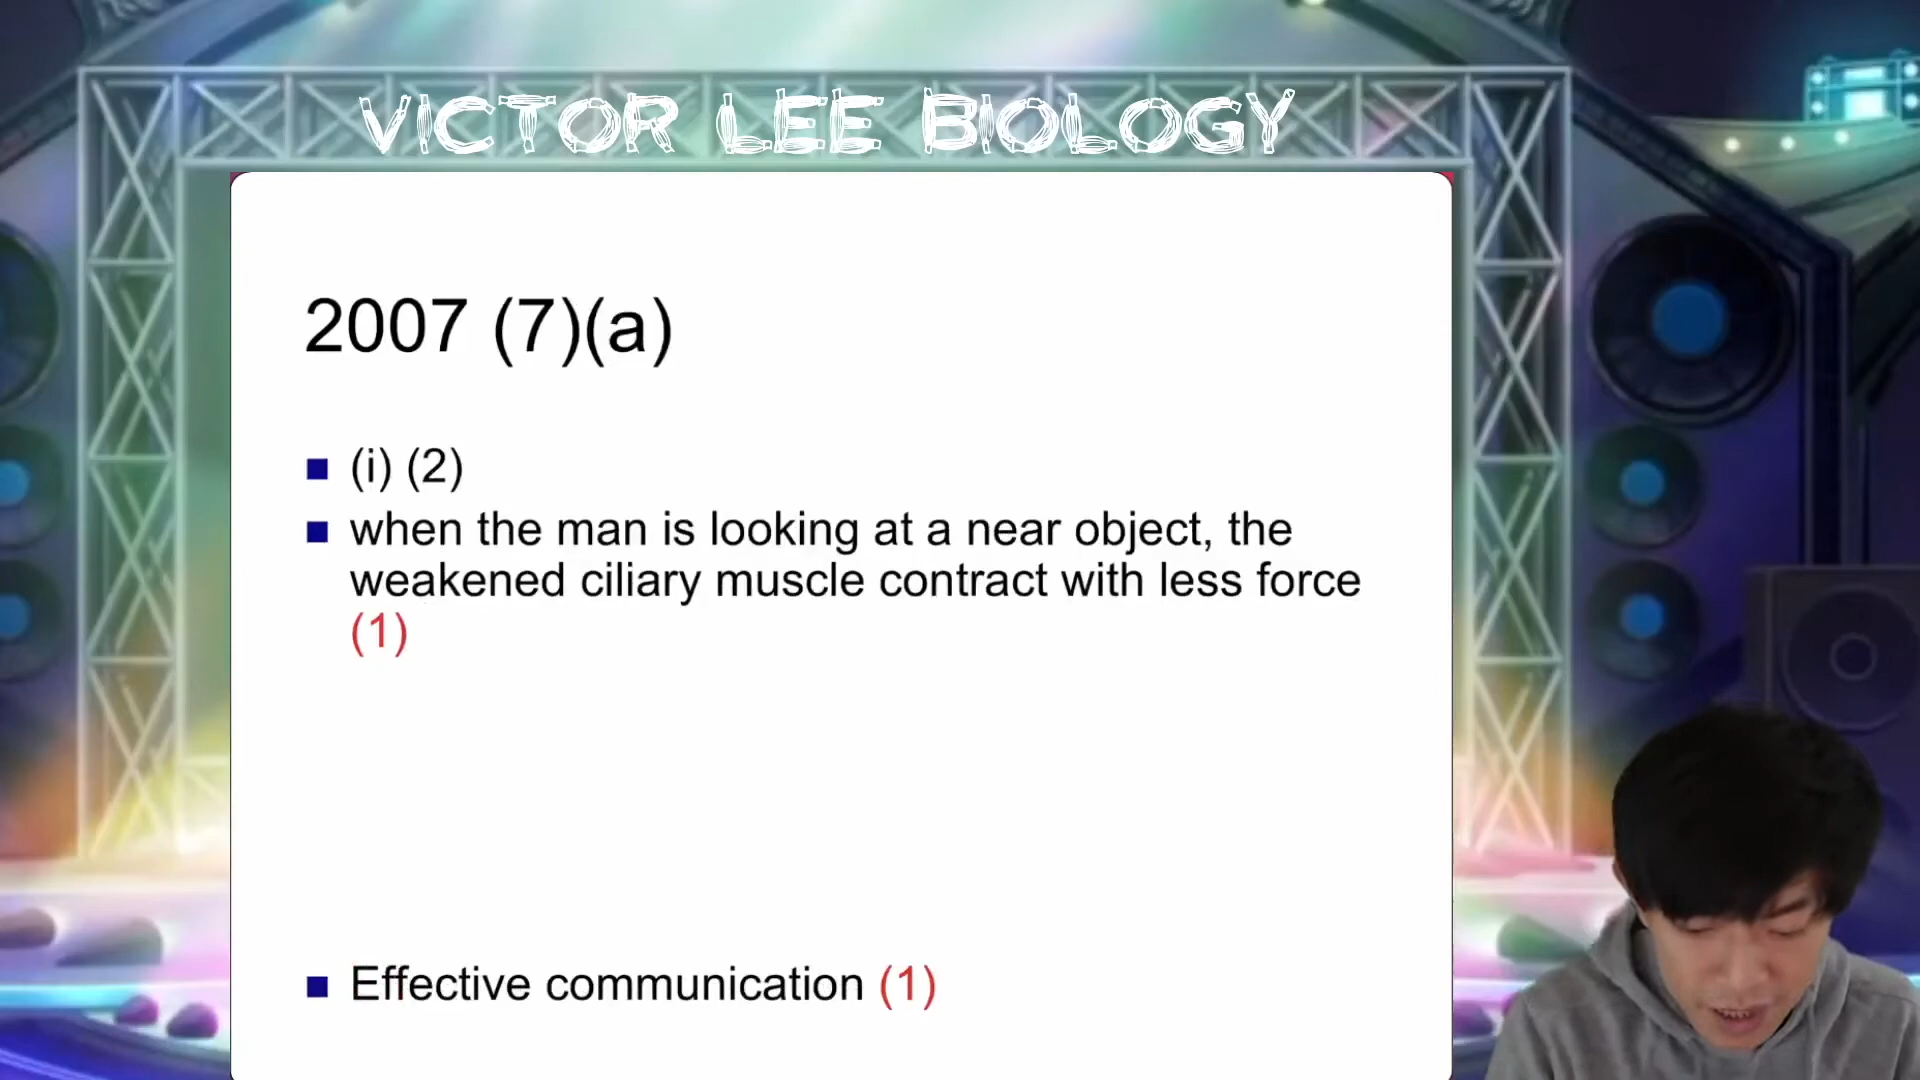 VICTOR LEE BIOLOGY
2007 (7)(a)
(i) (2)
when the man is looking at a near object, the
weakened ciliary muscle contract with less force
(1)
Effective communication (1)